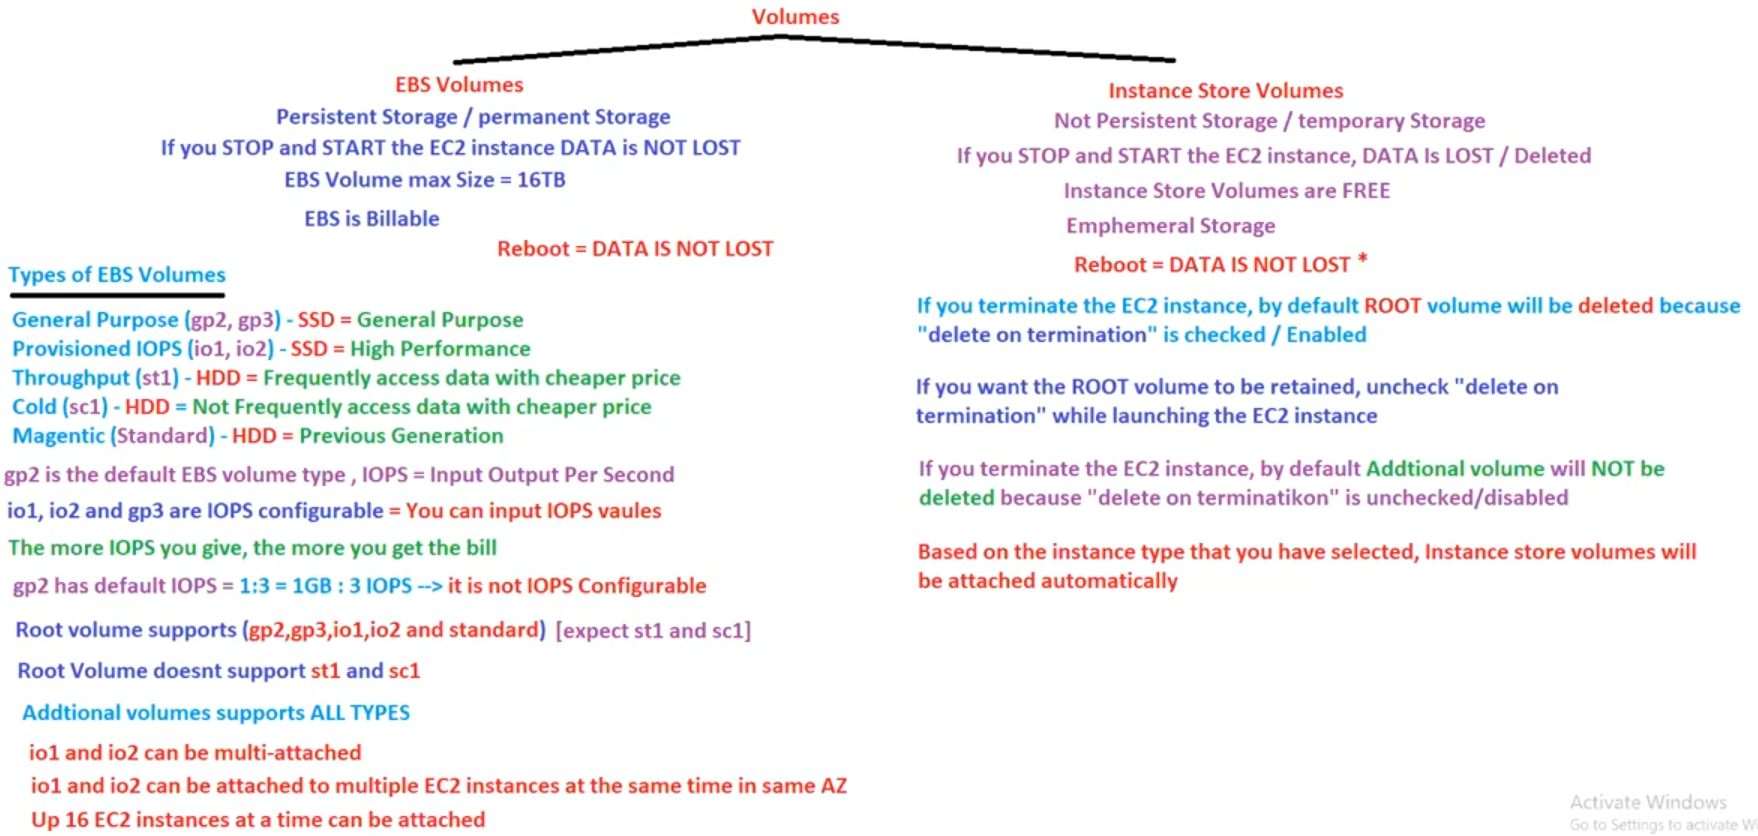 Volumes
EBS Volumes
Persistent Storage / permanent Storage
If you STOP and START the EC2 instance DATA is NOT LOST
EBS Volume max Size = 16TB
EBS is Billable
Reboot = DATA IS NOT LOST
Types of EBS Volumes
General Purpose (gp2, gp3) - SSD = General Purpose
Provisioned IOPS (io1, io2) - SSD = High Performance
Throughput (st1) - HDD = Frequently access data with cheaper price
Cold (sc1) - HDD = Not Frequently access data with cheaper price
Magentic (Standard) - HDD = Previous Generation
gp2 is the default EBS volume type , IOPS = Input Output Per Second
io1, io2 and gp3 are IOPS configurable = You can input IOPS vaules
The more IOPS you give, the more you get the bill
gp2 has default IOPS = 1:3 = 1GB : 3 IOPS --> it is not IOPS Configurable
Root volume supports (gp2,gp3,io1,io2 and standard) [expect st1 and sc1]
Root Volume doesnt support st1 and sc1
Addtional volumes supports ALL TYPES
io1 and io2 can be multi-attached
io1 and io2 can be attached to multiple EC2 instances at the same time in same AZ
Up 16 EC2 instances at a time can be attached
Instance Store Volumes
Not Persistent Storage / temporary Storage
If you STOP and START the EC2 instance, DATA Is LOST / Deleted
Instance Store Volumes are FREE
Emphemeral Storage
Reboot = DATA IS NOT LOST *
If you terminate the EC2 instance, by default ROOT volume will be deleted because
"delete on termination" is checked / Enabled
If you want the ROOT volume to be retained, uncheck "delete on
termination" while launching the EC2 instance
If you terminate the EC2 instance, by default Addtional volume will NOT be
deleted because "delete on terminatikon" is unchecked/disabled
Based on the instance type that you have selected, Instance store volumes will
be attached automatically
Activate Windows
Go to Settings to activate Wi